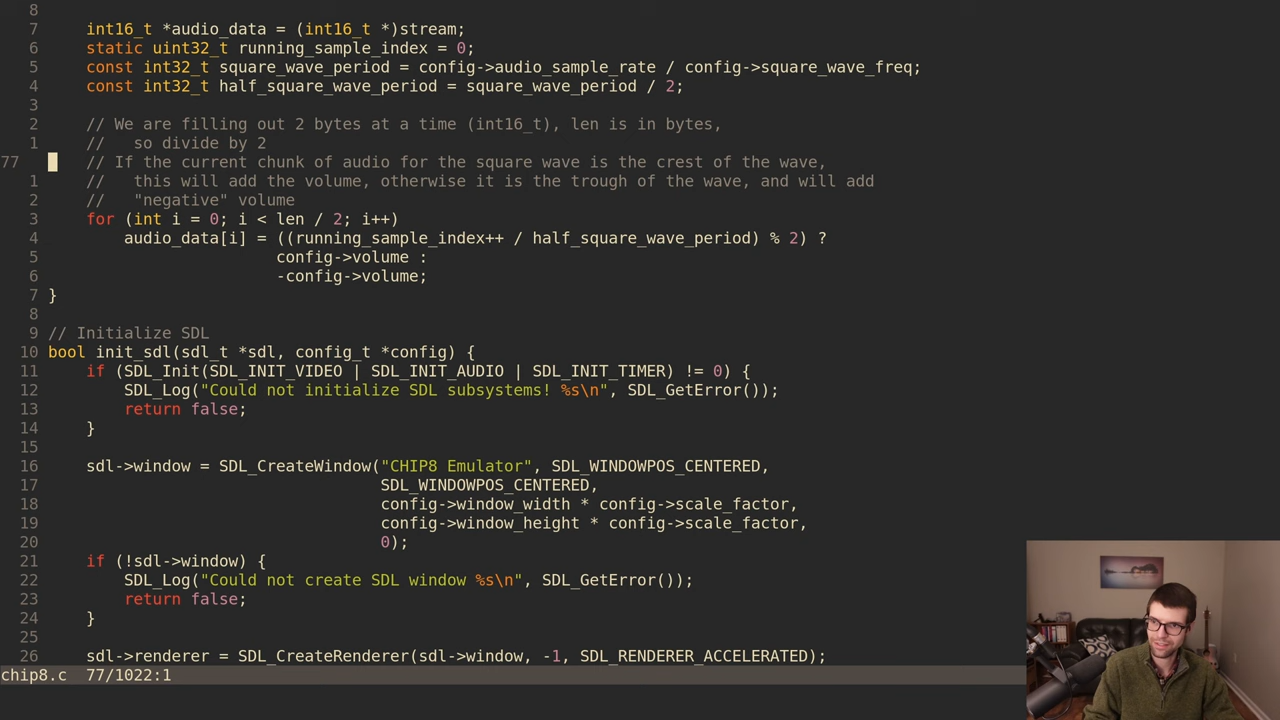 8
7     int16_t *audio_data = (int16_t *)stream;
6     static uint32_t running_sample_index = 0;
5     const int32_t square_wave_period = config->audio_sample_rate / config->square_wave_freq;
4     const int32_t half_square_wave_period = square_wave_period / 2;
3
2     // We are filling out 2 bytes at a time (int16_t), len is in bytes,
1     //   so divide by 2
77    // If the current chunk of audio for the square wave is the crest of the wave,
1     //   this will add the volume, otherwise it is the trough of the wave, and will add
2     //   "negative" volume
3     for (int i = 0; i < len / 2; i++)
4         audio_data[i] = ((running_sample_index++ / half_square_wave_period) % 2) ?
5                         config->volume :
6                         -config->volume;
7 }
8
9 // Initialize SDL
10 bool init_sdl(sdl_t *sdl, config_t *config) {
11     if (SDL_Init(SDL_INIT_VIDEO | SDL_INIT_AUDIO | SDL_INIT_TIMER) != 0) {
12         SDL_Log("Could not initialize SDL subsystems! %s\n", SDL_GetError());
13         return false;
14     }
15
16     sdl->window = SDL_CreateWindow("CHIP8 Emulator", SDL_WINDOWPOS_CENTERED,
17                                    SDL_WINDOWPOS_CENTERED,
18                                    config->window_width * config->scale_factor,
19                                    config->window_height * config->scale_factor,
20                                    0);
21     if (!sdl->window) {
22         SDL_Log("Could not create SDL window %s\n", SDL_GetError());
23         return false;
24     }
25
26     sdl->renderer = SDL_CreateRenderer(sdl->window, -1, SDL_RENDERER_ACCELERATED);
chip8.c  77/1022:1